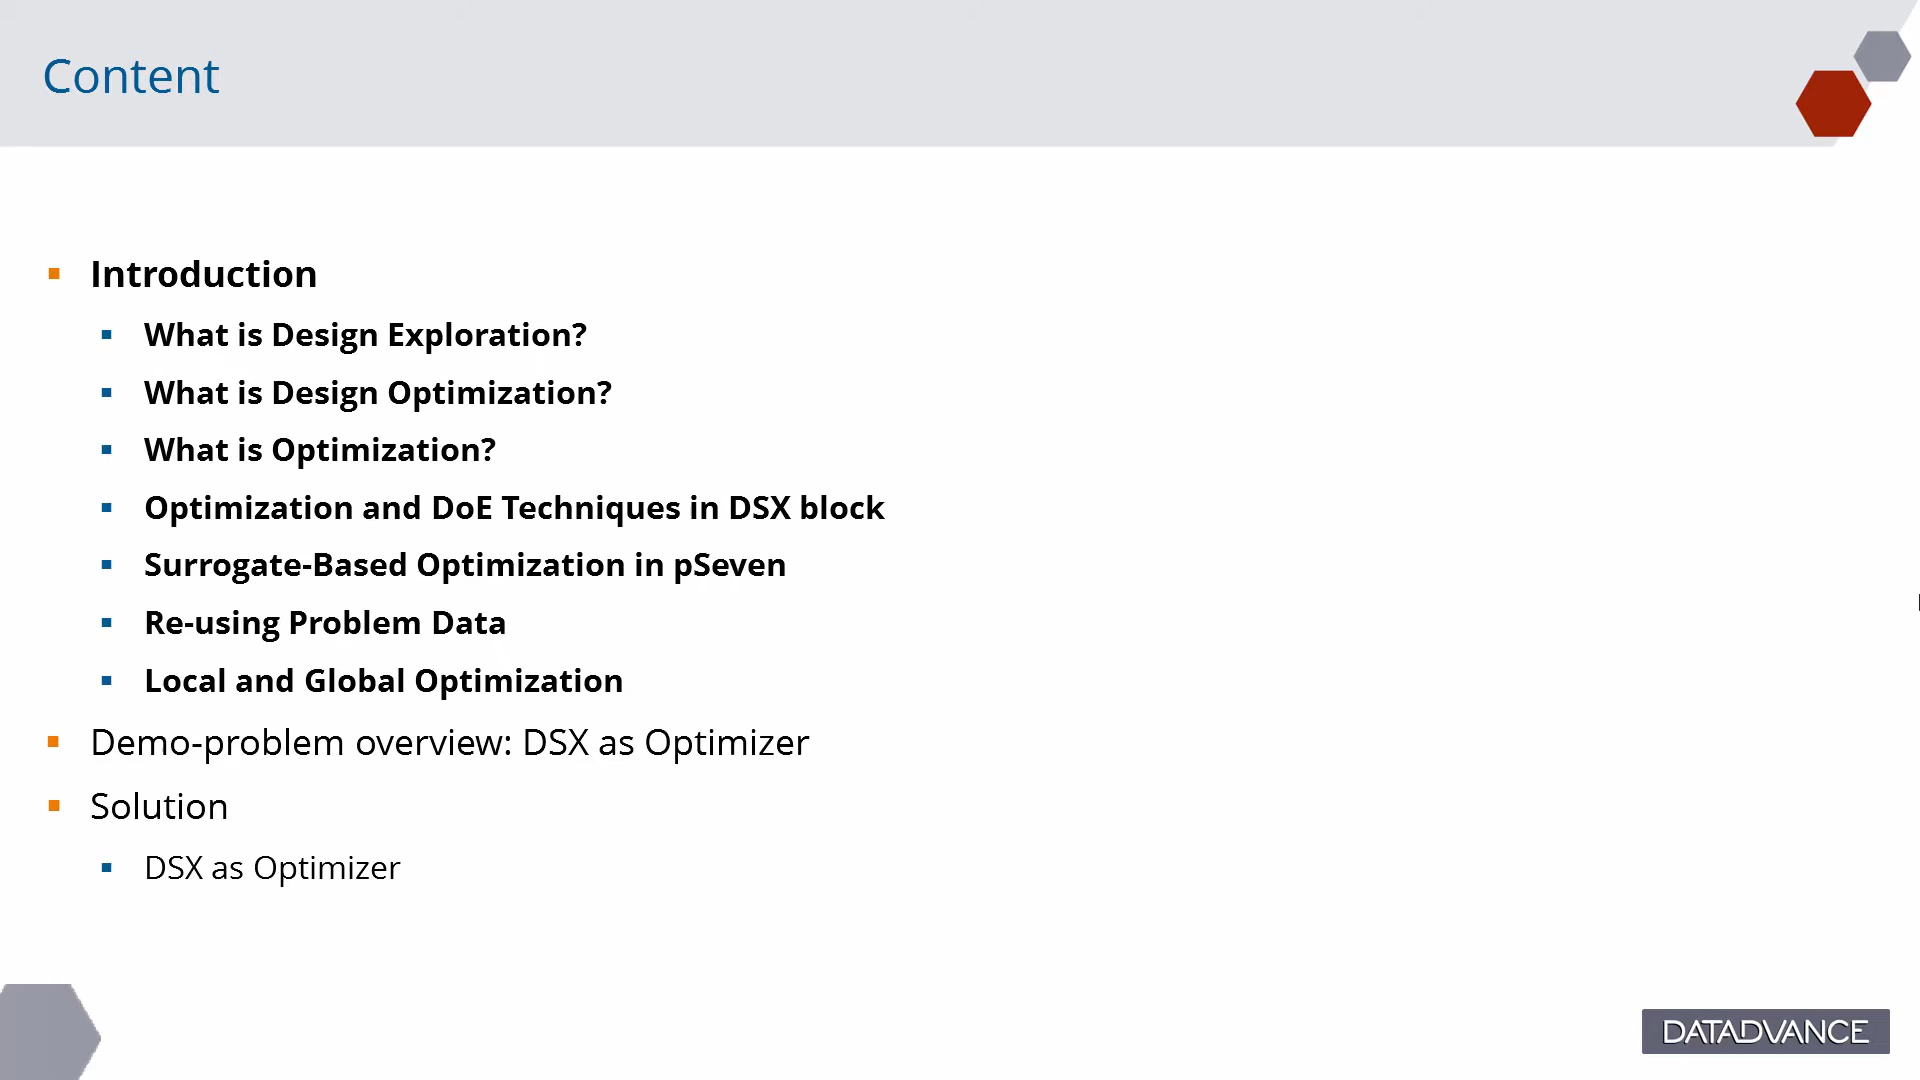 Content
Introduction
What is Design Exploration?
What is Design Optimization?
What is Optimization?
Optimization and DoE Techniques in DSX block
Surrogate-Based Optimization in pSeven
Re-using Problem Data
Local and Global Optimization
Demo-problem overview: DSX as Optimizer
Solution
DSX as Optimizer
DATADVANCE